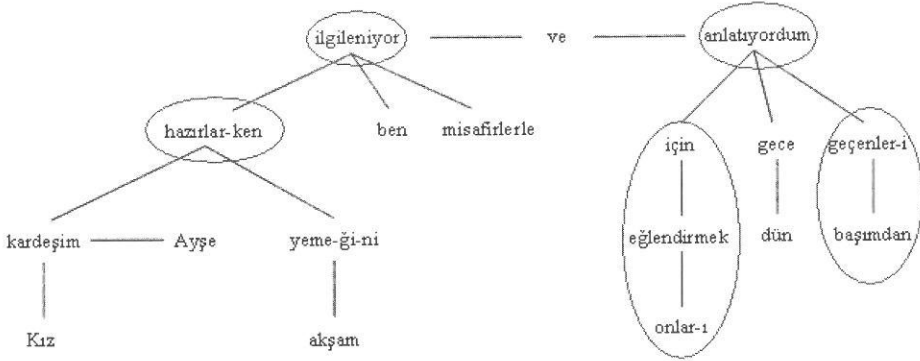 ilgileniyor ve anlatıyordum
hazırlar-ken ben misafirlerle için gece geçenler-i
kardeşim Ayşe yeme-ği-ni eğlendirmek dün başımdan
Kız akşam onlar-ı